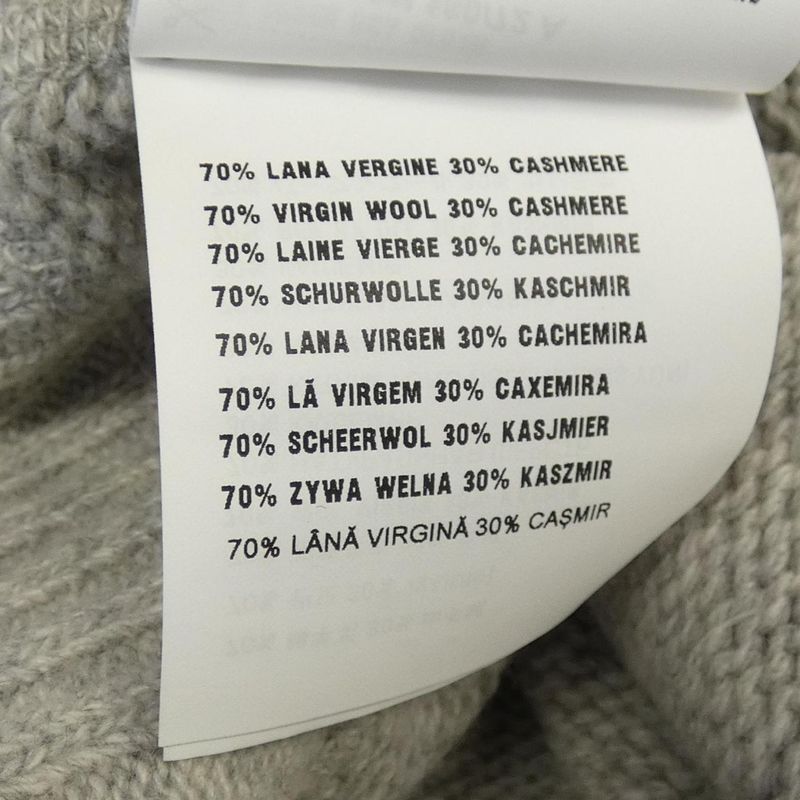 70% LANA VERGINE 30% CASHMERE
70% VIRGIN WOOL 30% CASHMERE
70% LAINE VIERGE 30% CACHEMIRE
70% SCHURWOLLE 30% KASCHMIR
70% LANA VIRGEN 30% CACHEMIRA
70% LÃ VIRGEM 30% CAXEMIRA
70% SCHEERWOL 30% KASJMIER
70% ZYWA WELNA 30% KASZMIR
70% LÂNĂ VIRGINĂ 30% CAȘMIR